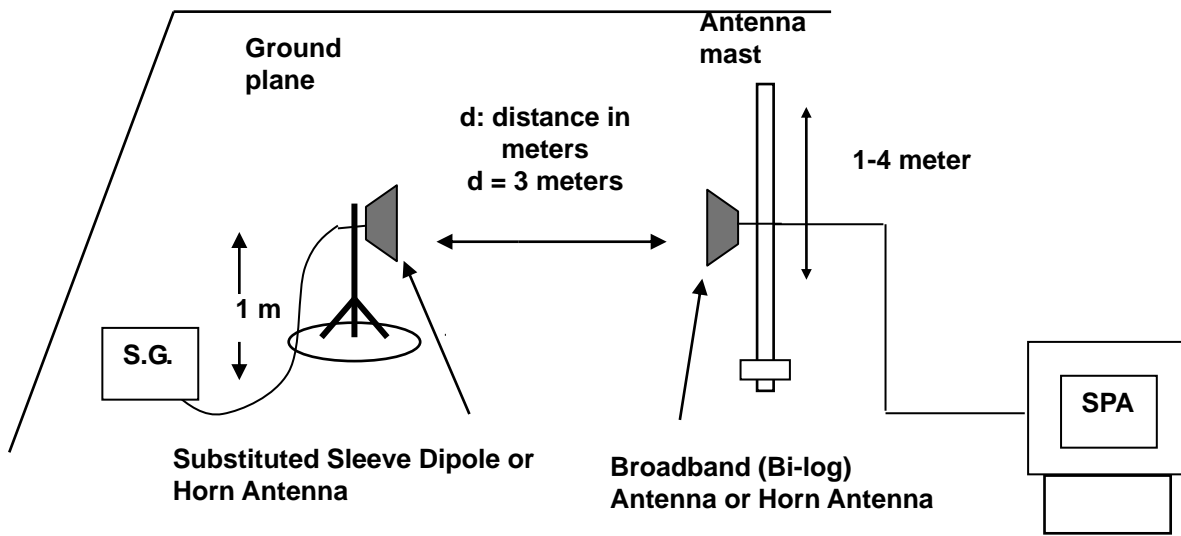 Ground
plane
Antenna
mast
d: distance in
meters
d = 3 meters
1-4 meter
1 m
S.G.
SPA
Substituted Sleeve Dipole or
Horn Antenna
Broadband (Bi-log)
Antenna or Horn Antenna